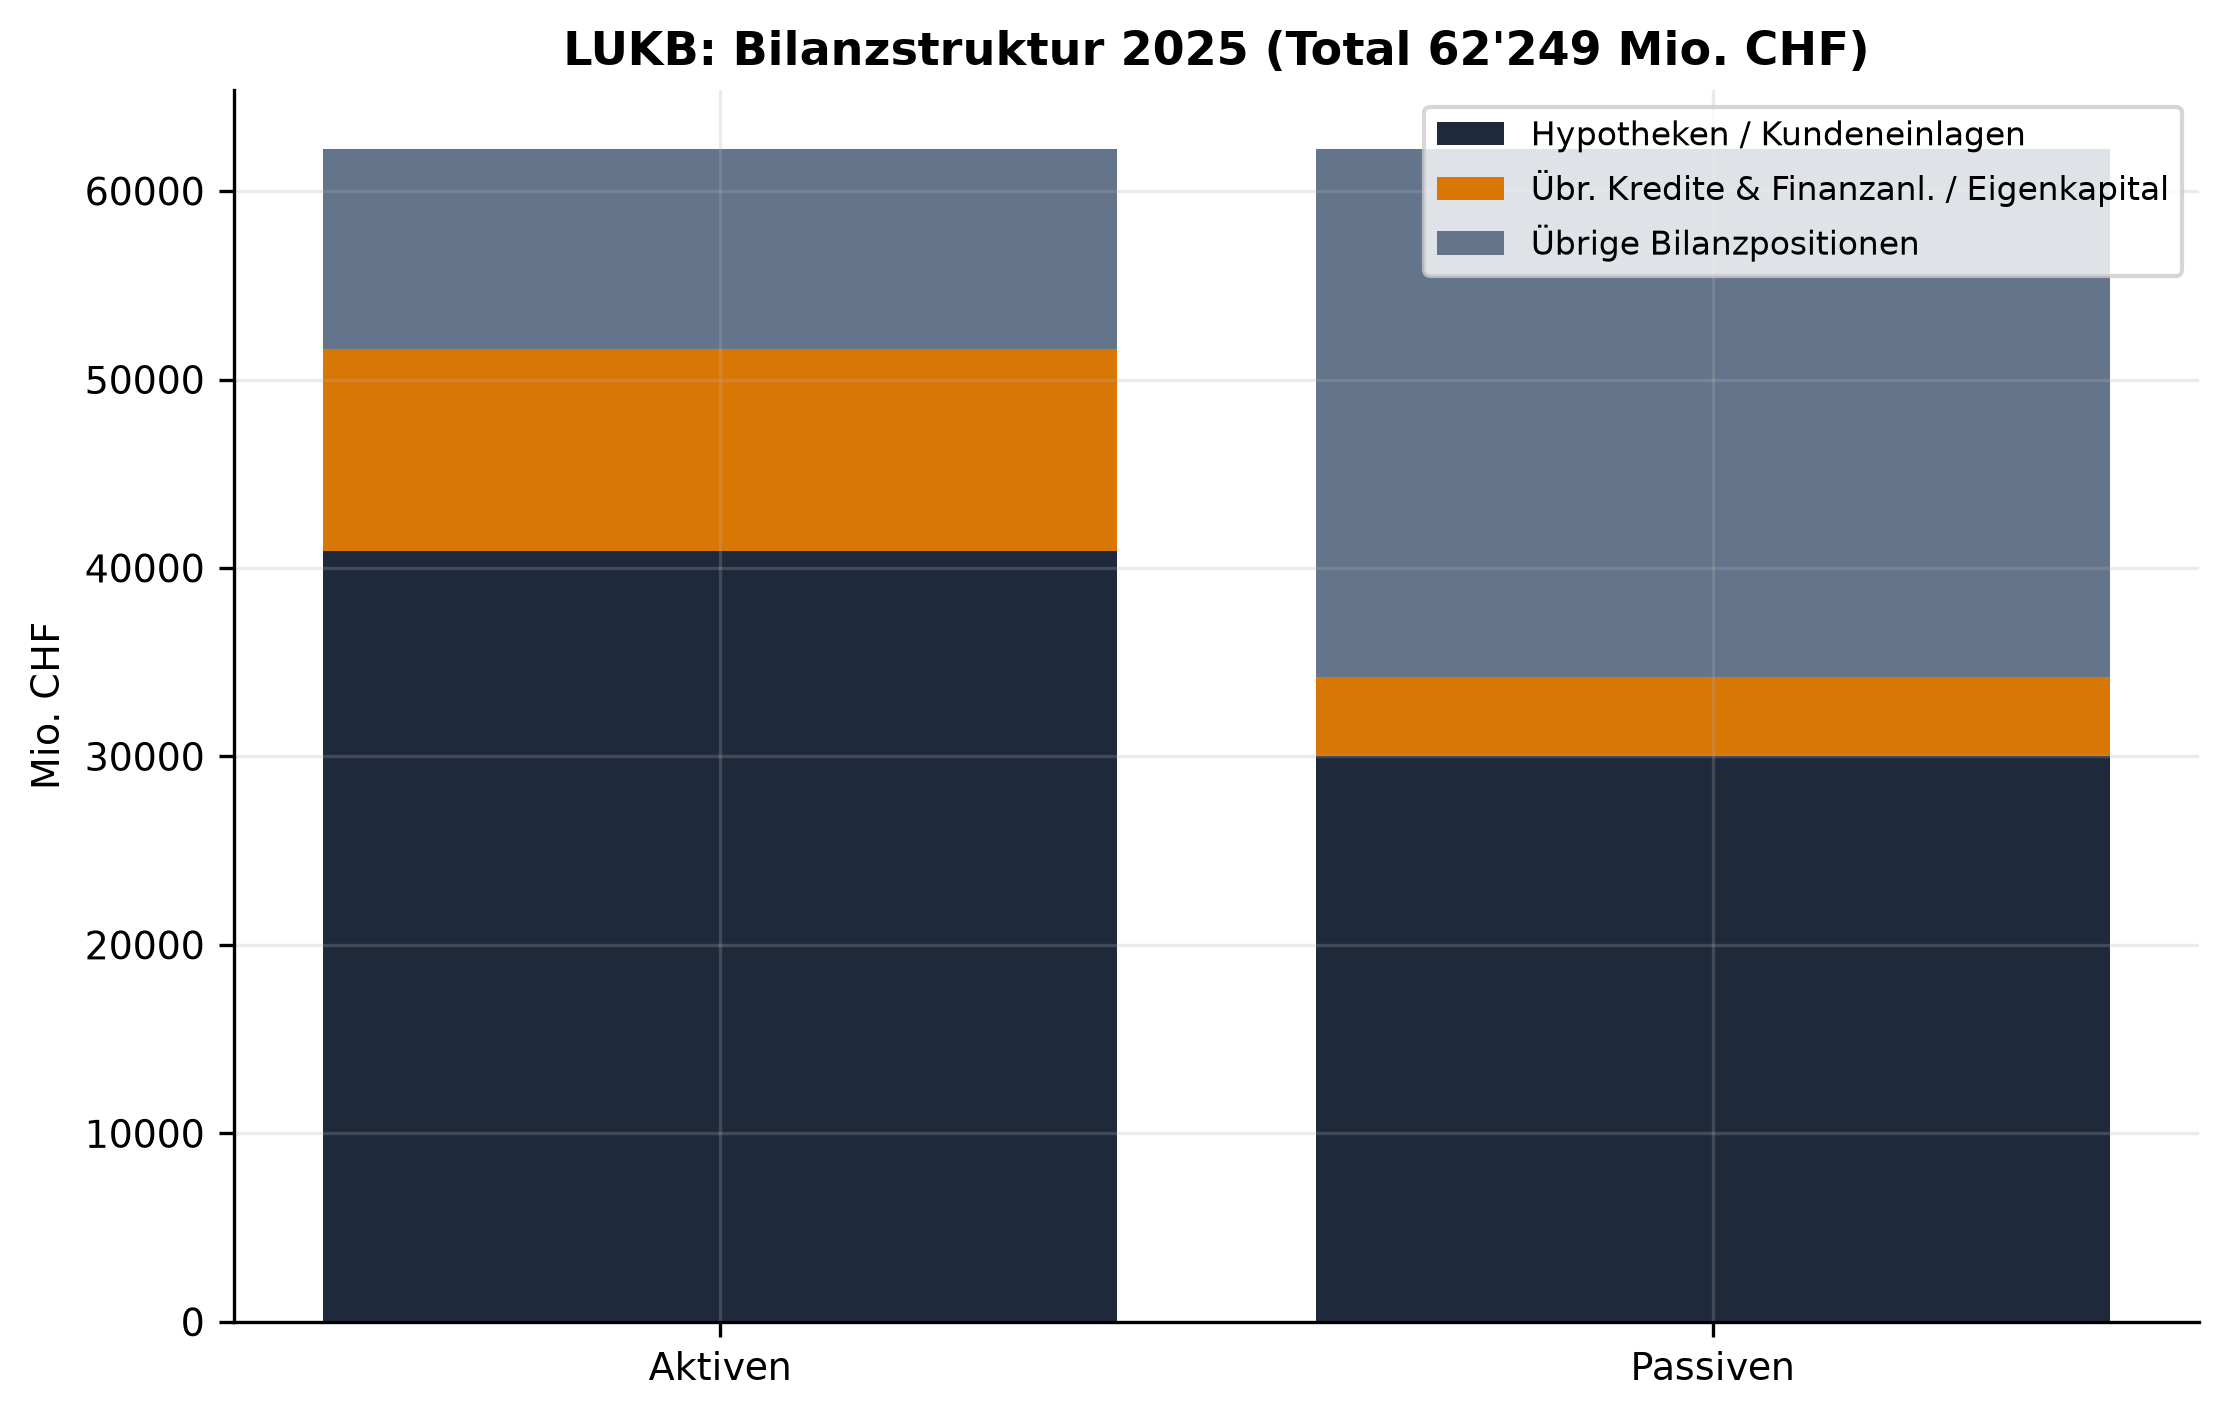 LUKB: Bilanzstruktur 2025 (Total 62'249 Mio. CHF)
Hypotheken / Kundeneinlagen
Übr. Kredite & Finanzanl. / Eigenkapital
Übrige Bilanzpositionen
Mio. CHF
60000
50000
40000
30000
20000
10000
0
Aktiven
Passiven